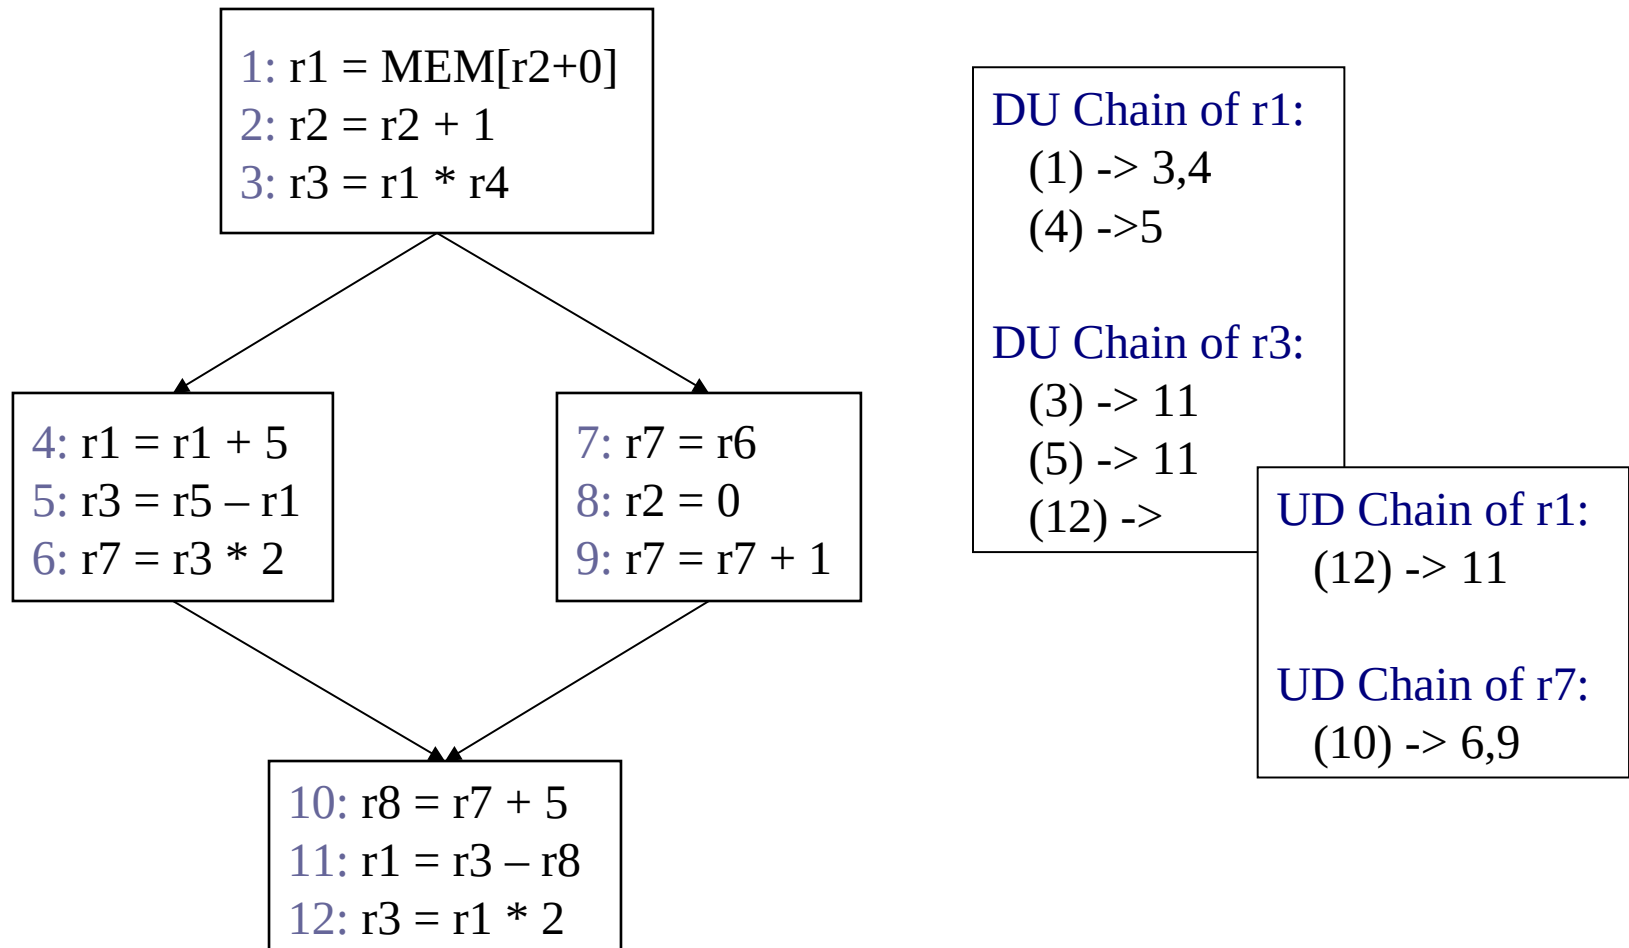 1: r1 = MEM[r2+0]
2: r2 = r2 + 1
3: r3 = r1 * r4
4: r1 = r1 + 5
5: r3 = r5 – r1
6: r7 = r3 * 2
7: r7 = r6
8: r2 = 0
9: r7 = r7 + 1
10: r8 = r7 + 5
11: r1 = r3 – r8
12: r3 = r1 * 2
DU Chain of r1:
(1) -> 3,4
(4) ->5
DU Chain of r3:
(3) -> 11
(5) -> 11
(12) ->
UD Chain of r1:
(12) -> 11
UD Chain of r7:
(10) -> 6,9